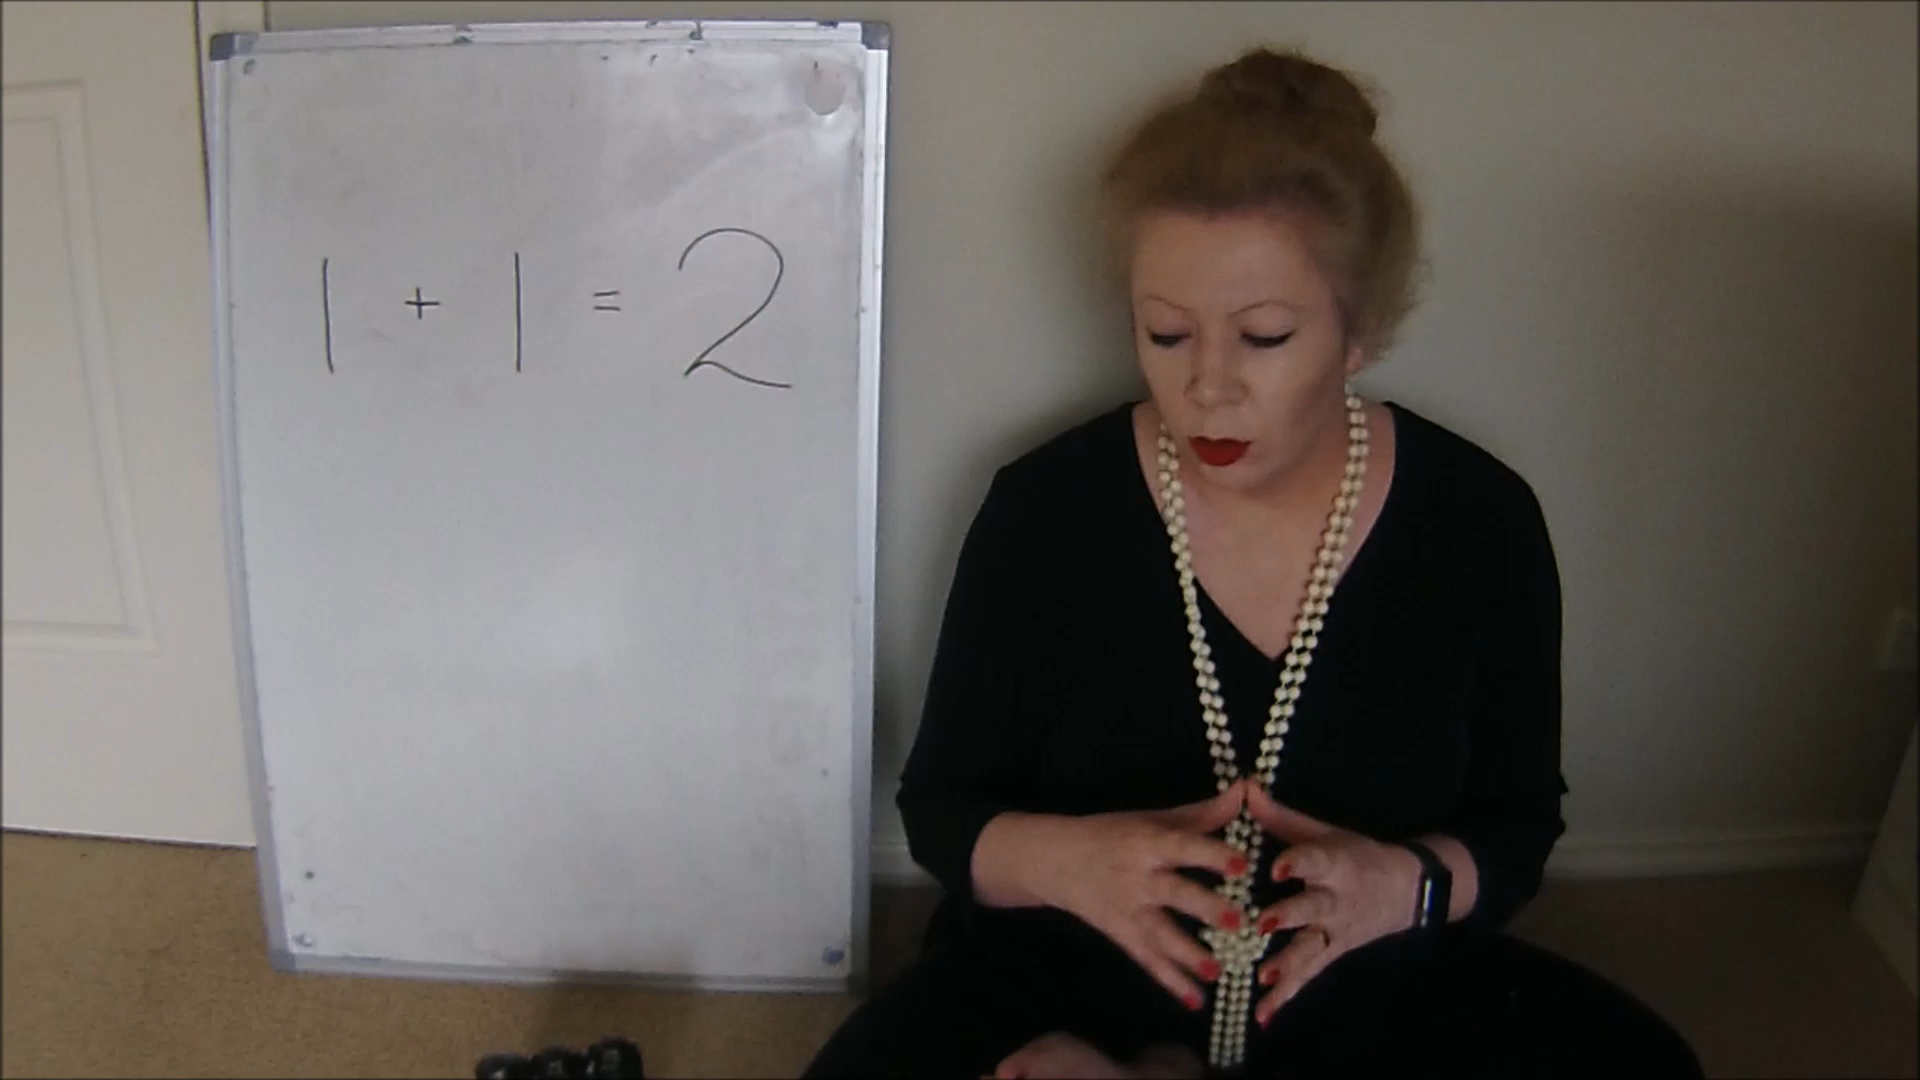 1 + 1 = 2